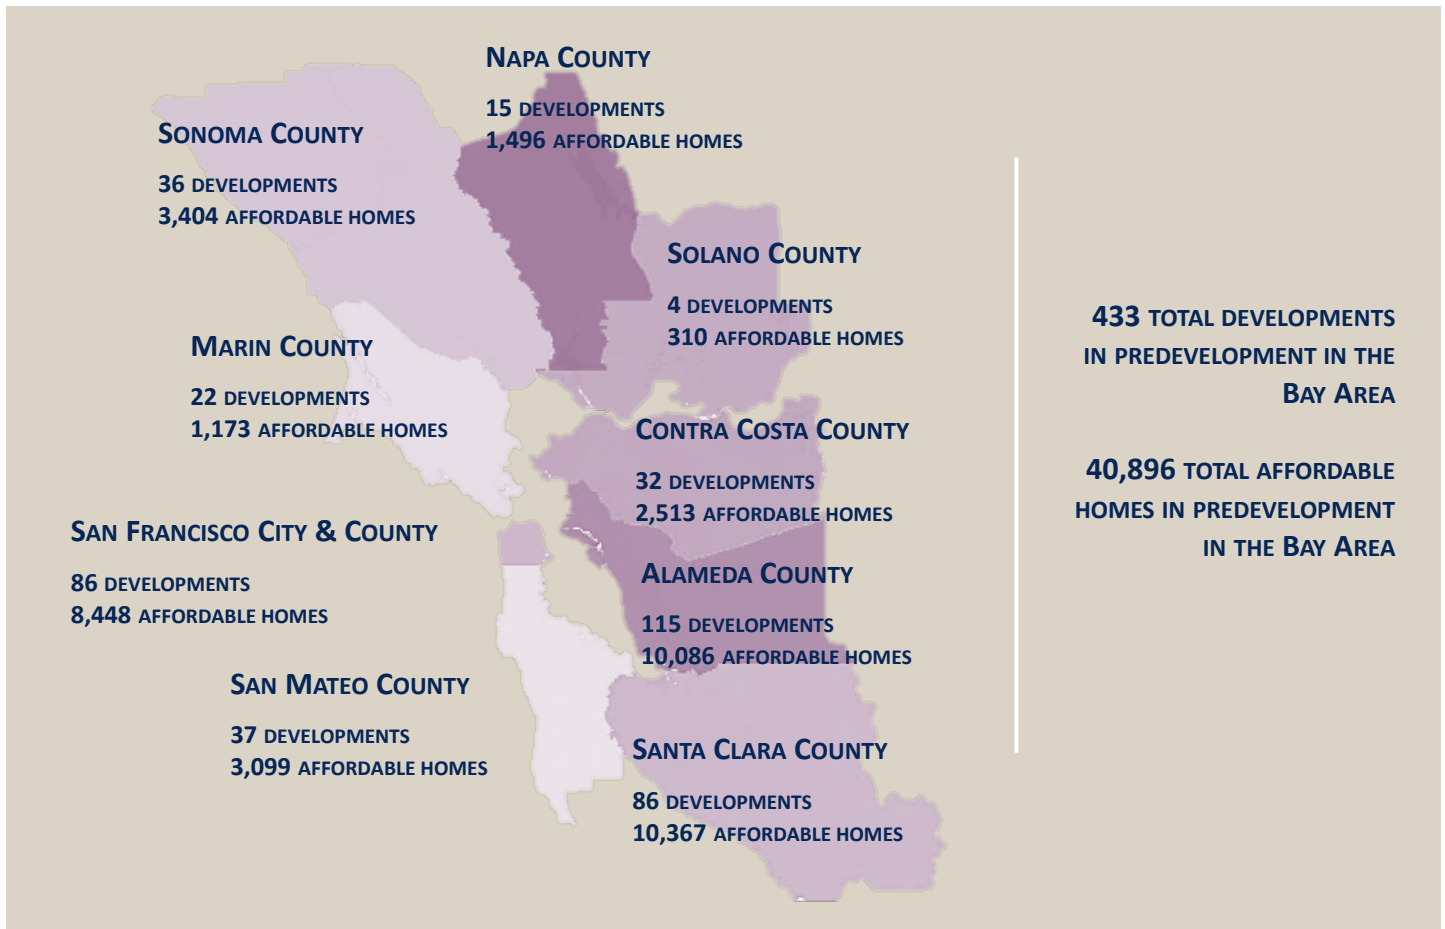 Napa County
15 developments
1,496 affordable homes
Sonoma County
36 developments
3,404 affordable homes
Solano County
4 developments
310 affordable homes
Marin County
22 developments
1,173 affordable homes
Contra Costa County
32 developments
2,513 affordable homes
San Francisco City & County
86 developments
8,448 affordable homes
Alameda County
115 developments
10,086 affordable homes
San Mateo County
37 developments
3,099 affordable homes
Santa Clara County
86 developments
10,367 affordable homes
433 total developments
in predevelopment in the
Bay Area
40,896 total affordable
homes in predevelopment
in the Bay Area